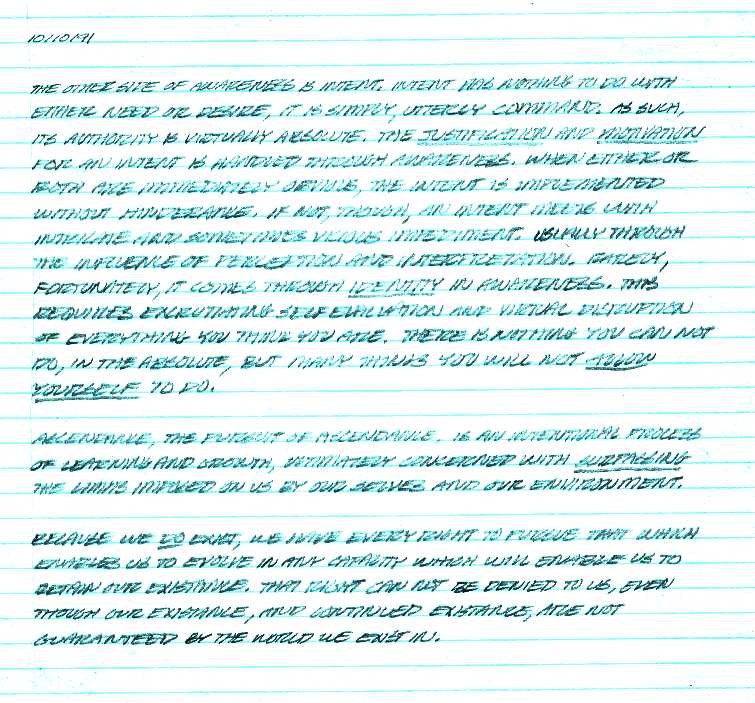 10/10/91
THE OTHER SIDE OF AWARENESS IS INTENT. INTENT HAS NOTHING TO DO WITH
EITHER NEED OR DESIRE, IT IS SIMPLY, UTTERLY COMMAND. AS SUCH,
ITS AUTHORITY IS VIRTUALLY ABSOLUTE. THE JUSTIFICATION AND MOTIVATION
FOR AN INTENT IS HANDLED THROUGH AWARENESS. WHEN EITHER OR
BOTH ARE IMMEDIATELY OBVIOUS, THE INTENT IS IMPLEMENTED
WITHOUT HINDERANCE. IF NOT, THOUGH, AN INTENT MEETS WITH
INTRICATE AND SOMETIMES VICIOUS IMPEDIMENT. USUALLY THROUGH
THE INFLUENCE OF PERCEPTION AND INTERPRETATION. RARELY,
FORTUNATELY, IT COMES THROUGH IDENTITY IN AWARENESS. THIS
REQUIRES EXCRUTIATING SELF EVALUATION AND VIRTUAL DISRUPTION
OF EVERYTHING YOU THINK YOU ARE. THERE IS NOTHING YOU CAN NOT
DO, IN THE ABSOLUTE, BUT MANY THINGS YOU WILL NOT ALLOW
YOURSELF TO DO.
ASCENDANCE, THE PURSUIT OF ASCENDANCE. IS AN INTENTIONAL PROCESS
OF LEARNING AND GROWTH, ULTIMATELY CONCERNED WITH SURPASSING
THE LIMITS IMPOSED ON US BY OUR SELVES AND OUR ENVIRONMENT.
BECAUSE WE DO EXIST, WE HAVE EVERY RIGHT TO PURSUE THAT WHICH
ENABLES US TO EVOLVE IN ANY CAPACITY WHICH WILL ENABLE US TO
RETAIN OUR EXISTANCE. THAT RIGHT CAN NOT BE DENIED TO US, EVEN
THOUGH OUR EXISTANCE, AND CONTINUED EXISTANCE, ARE NOT
GUARANTEED BY THE WORLD WE EXIST IN.